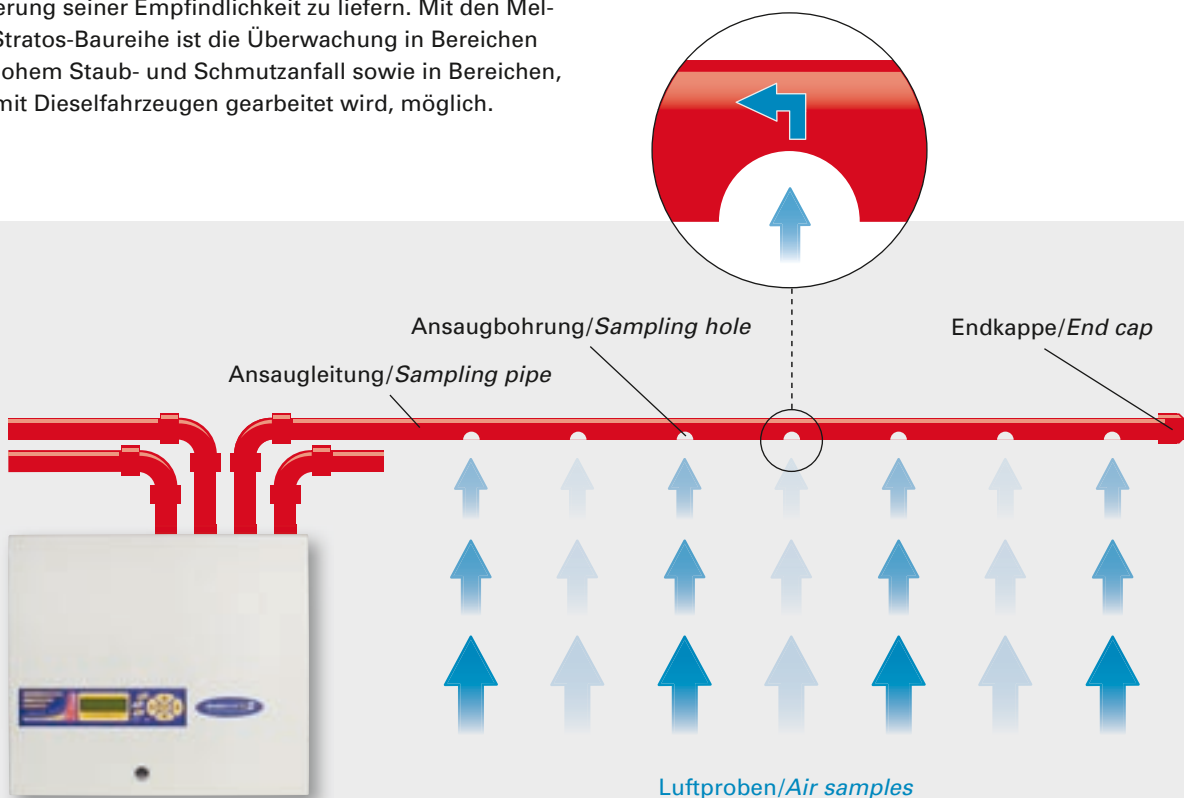 erung seiner Empfindlichkeit zu liefern. Mit den Mel-
Stratos-Baureihe ist die Überwachung in Bereichen
ohem Staub- und Schmutzanfall sowie in Bereichen,
mit Dieselfahrzeugen gearbeitet wird, möglich.
Ansaugbohrung/Sampling hole
Endkappe/End cap
Ansaugleitung/Sampling pipe
Luftproben/Air samples